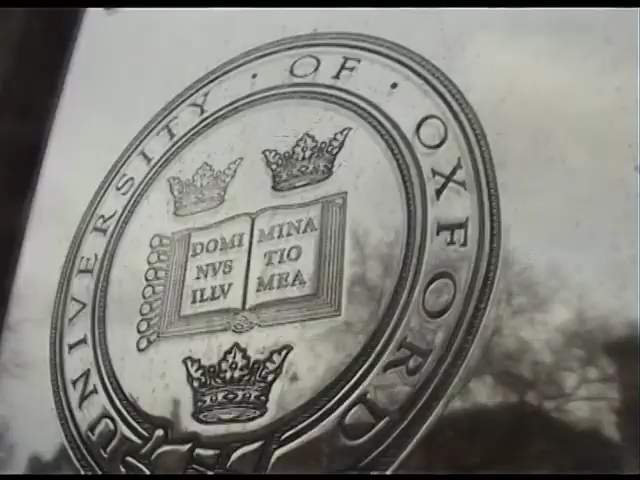 UNIVERSITY · OF · OXFORD
DOMI
NVS
ILLV
MINA
TIO
MEA